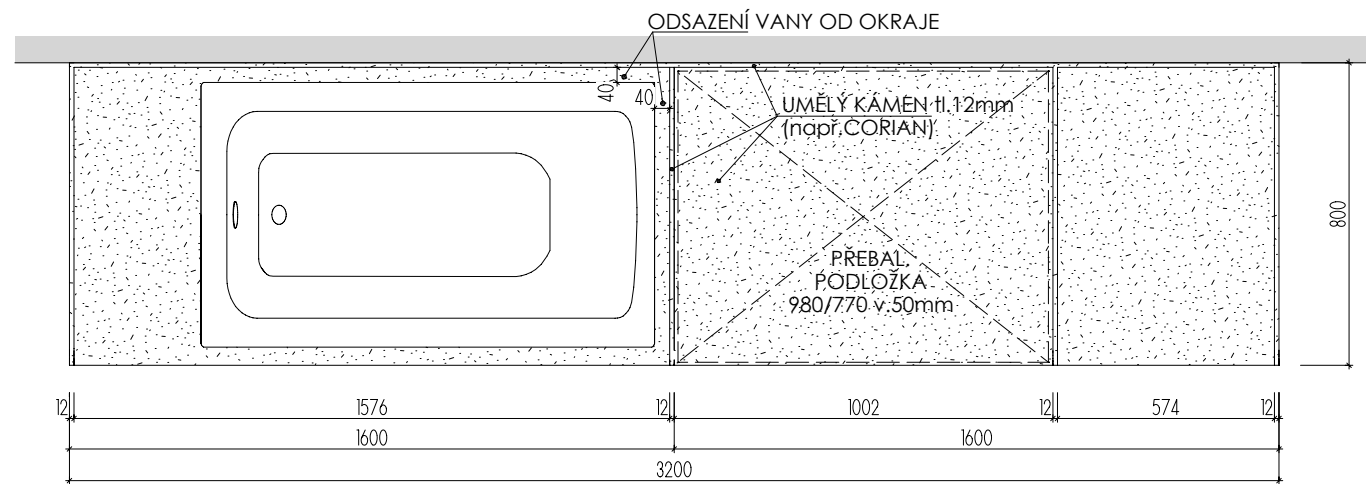 ODSAZENÍ VANY OD OKRAJE
40
40
UMĚLÝ KÁMEN tl.12mm
(např.CORIAN)
PŘEBAL.
PODLOŽKA
980/770 v.50mm
800
12 1576 12 1002 12 574 12
1600 1600
3200